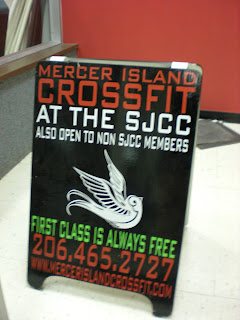 MERCER ISLAND
CROSSFIT
AT THE SJCC
ALSO OPEN TO NON SJCC MEMBERS
FIRST CLASS IS ALWAYS FREE
206.465.2727
WWW.MERCERISLANDCROSSFIT.COM